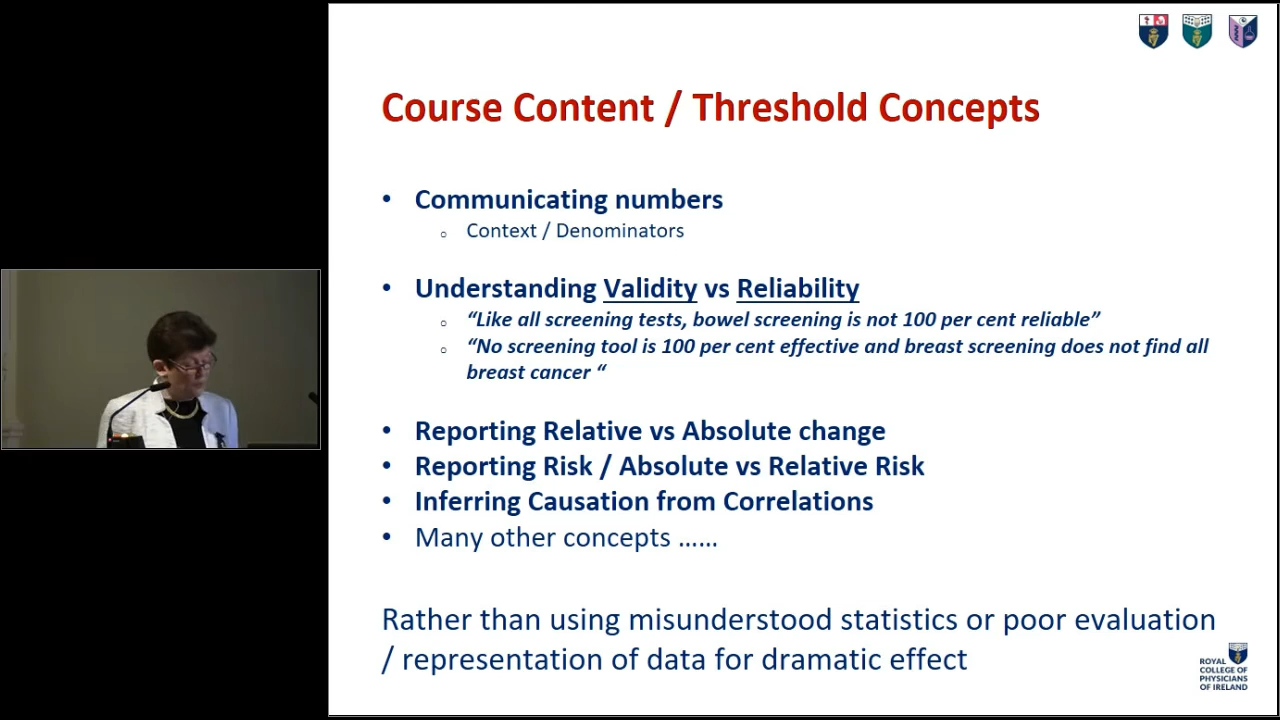 Course Content / Threshold Concepts
• Communicating numbers
o Context / Denominators
• Understanding Validity vs Reliability
o “Like all screening tests, bowel screening is not 100 per cent reliable”
o “No screening tool is 100 per cent effective and breast screening does not find all
breast cancer “
• Reporting Relative vs Absolute change
• Reporting Risk / Absolute vs Relative Risk
• Inferring Causation from Correlations
• Many other concepts ……
Rather than using misunderstood statistics or poor evaluation
/ representation of data for dramatic effect
ROYAL
COLLEGE OF
PHYSICIANS
OF IRELAND